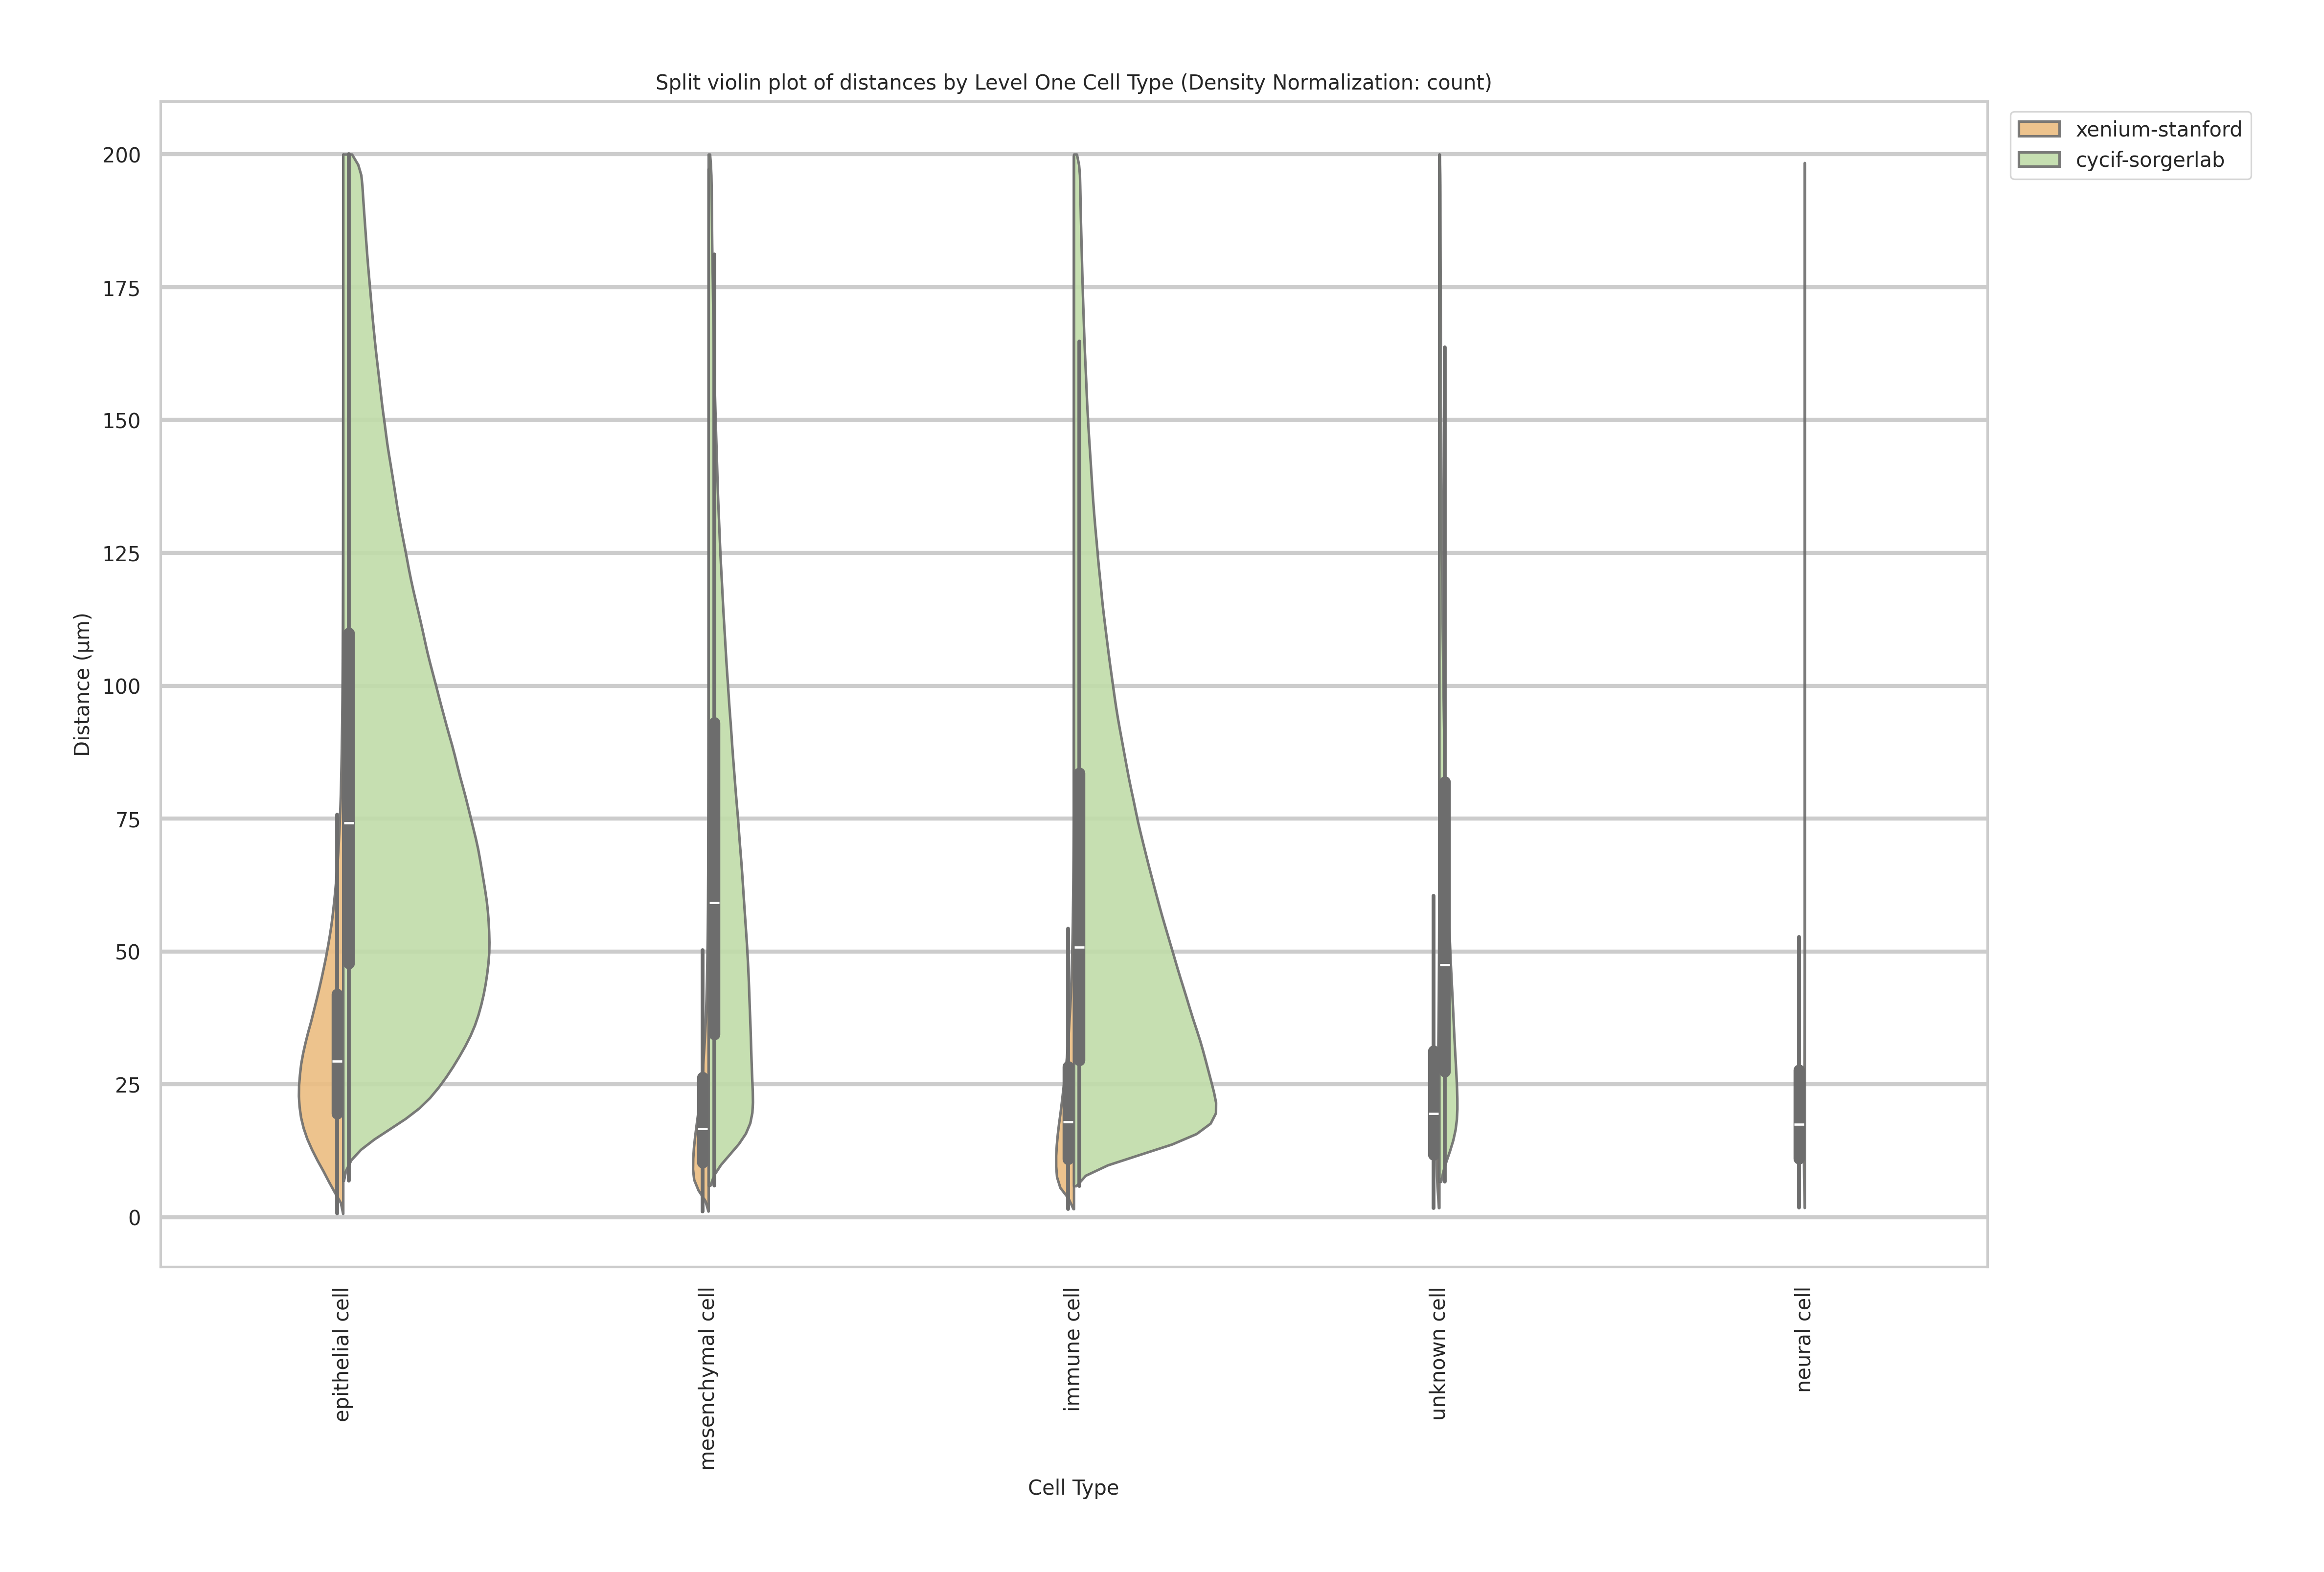 Split violin plot of distances by Level One Cell Type (Density Normalization: count)
xenium-stanford
cycif-sorgerlab
200
175
150
125
100
75
50
25
0
Distance (μm)
epithelial cell
mesenchymal cell
immune cell
unknown cell
neural cell
Cell Type